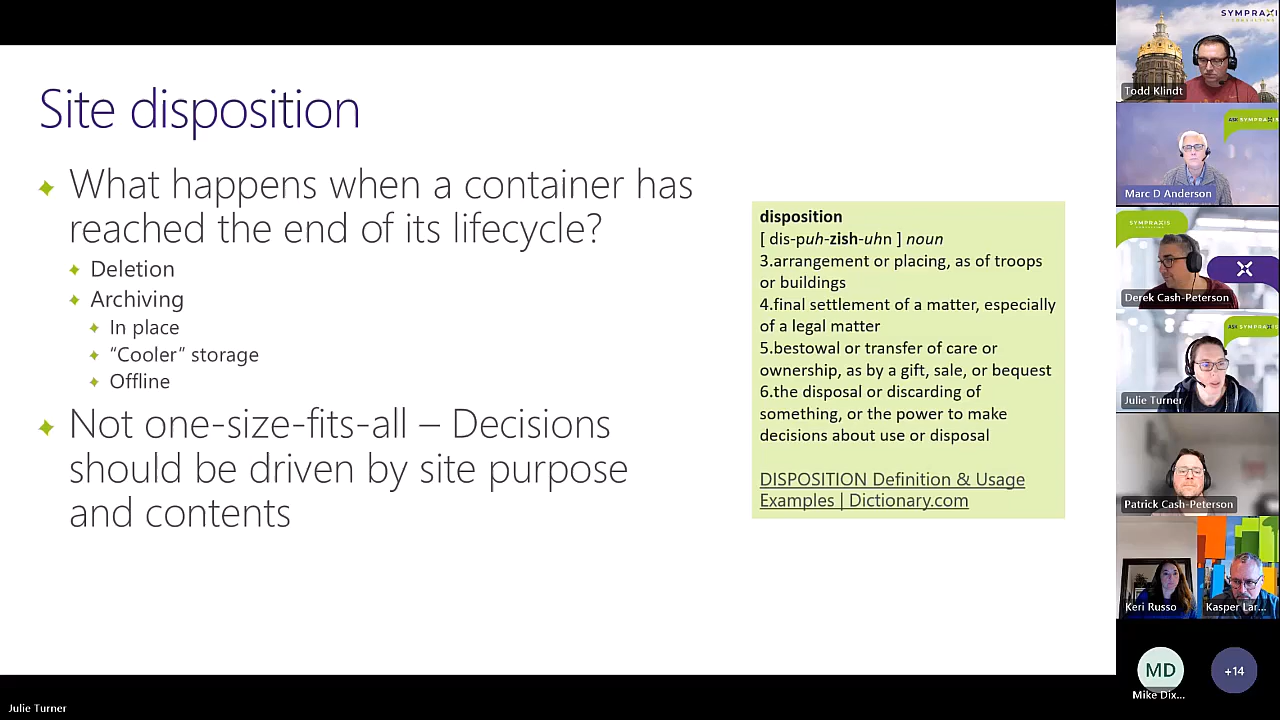 Site disposition
What happens when a container has
reached the end of its lifecycle?
Deletion
Archiving
In place
“Cooler” storage
Offline
Not one-size-fits-all – Decisions
should be driven by site purpose
and contents
disposition
[ dis-puh-zish-uhn ] noun
3.arrangement or placing, as of troops
or buildings
4.final settlement of a matter, especially
of a legal matter
5.bestowal or transfer of care or
ownership, as by a gift, sale, or bequest
6.the disposal or discarding of
something, or the power to make
decisions about use or disposal
DISPOSITION Definition & Usage
Examples | Dictionary.com
SYMPRAXI
CONSULTING
Todd Klindt
ASK SYMPRAXIS
Marc D Anderson
SYMPRAXIS
Derek Cash-Peterson
ASK SYMPRAXIS
Julie Turner
Patrick Cash-Peterson
Keri Russo
Kasper Lar...
MD
+14
Mike Dix...
Julie Turner